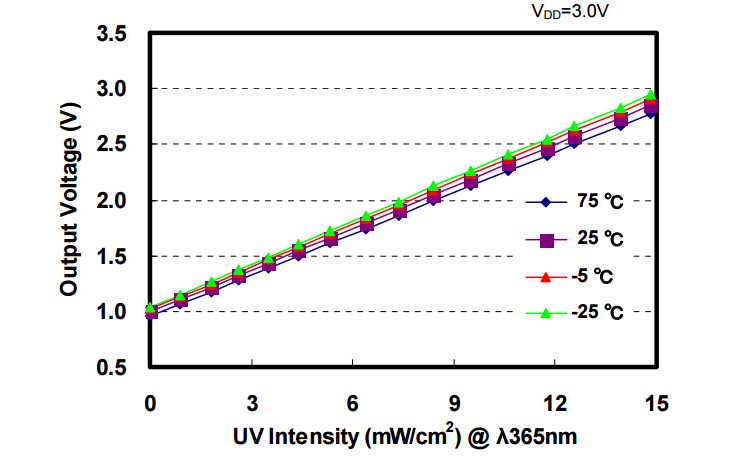 V_DD=3.0V
3.5
3.0
2.5
2.0
1.5
1.0
0.5
Output Voltage (V)
75 ℃
25 ℃
-5 ℃
-25 ℃
0 3 6 9 12 15
UV Intensity (mW/cm²) @ λ365nm